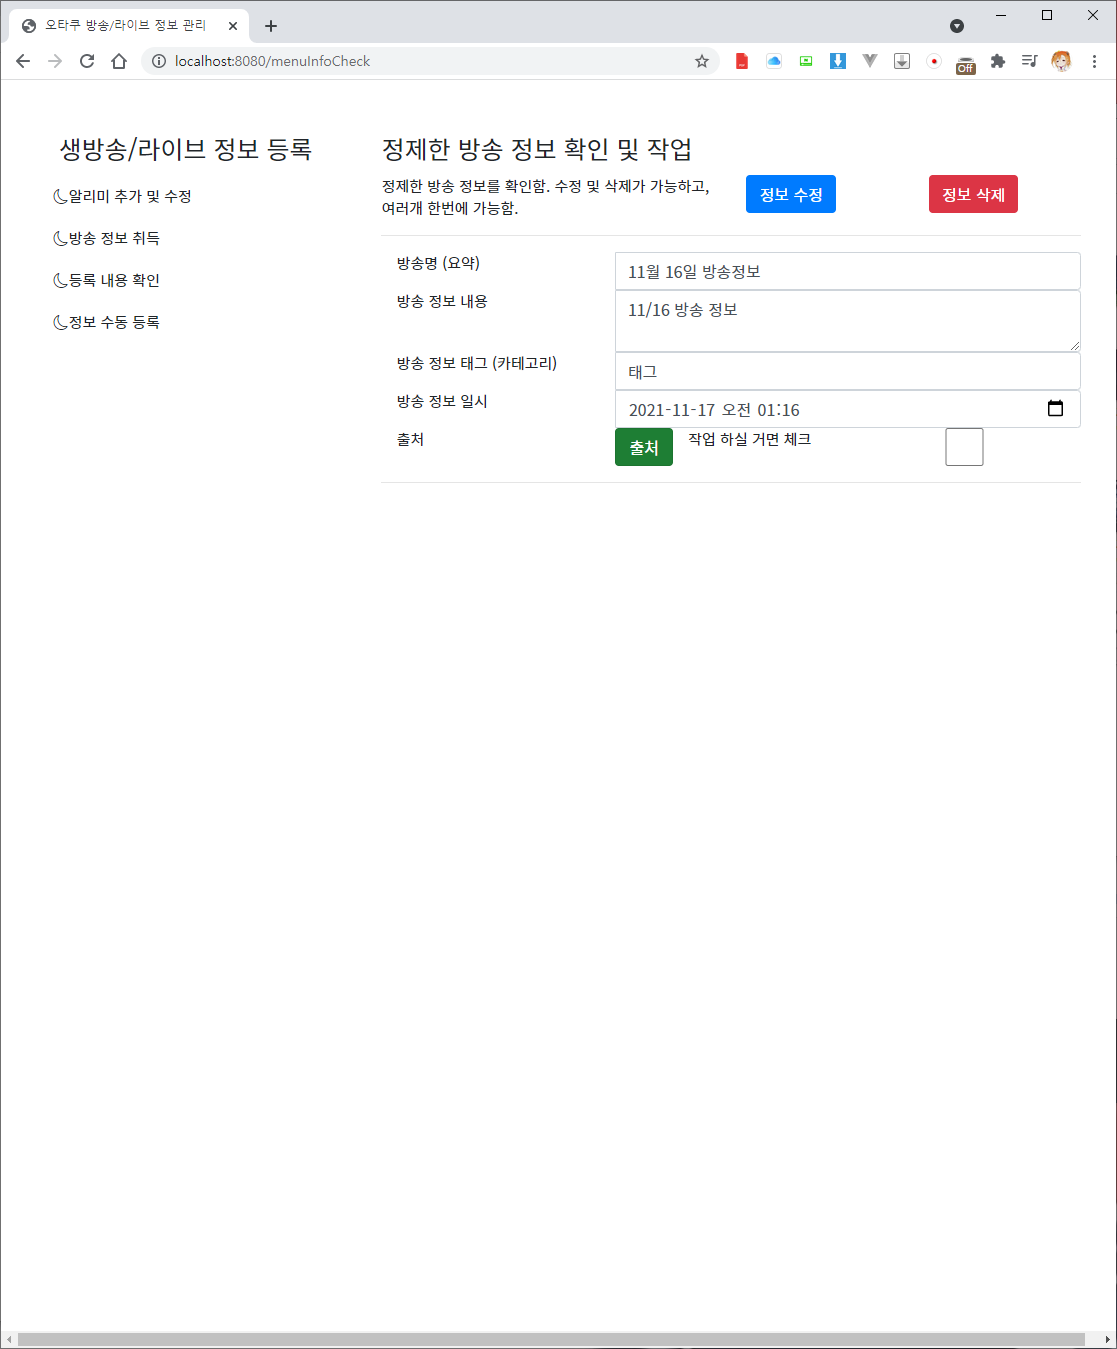 오타쿠 방송/라이브 정보 관리
localhost:8080/menuInfoCheck
Off
생방송/라이브 정보 등록
알리미 추가 및 수정
방송 정보 취득
등록 내용 확인
정보 수동 등록
정제한 방송 정보 확인 및 작업
정제한 방송 정보를 확인함. 수정 및 삭제가 가능하고,
여러개 한번에 가능함.
정보 수정
정보 삭제
방송명 (요약)
11월 16일 방송정보
방송 정보 내용
11/16 방송 정보
방송 정보 태그 (카테고리)
태그
방송 정보 일시
2021-11-17 오전 01:16
출처
출처
작업 하실 거면 체크